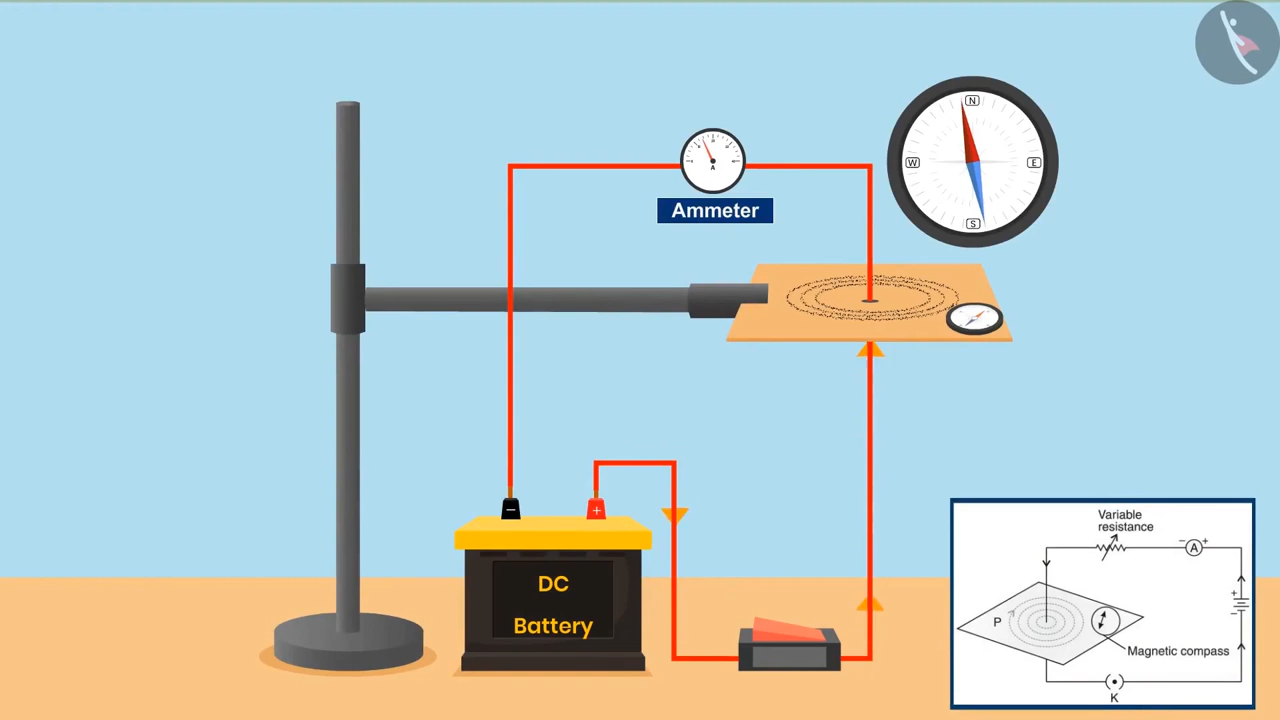 N
W
E
S
A
Ammeter
−
+
DC
Battery
Variable
resistance
− A +
P
+
−
Magnetic compass
K